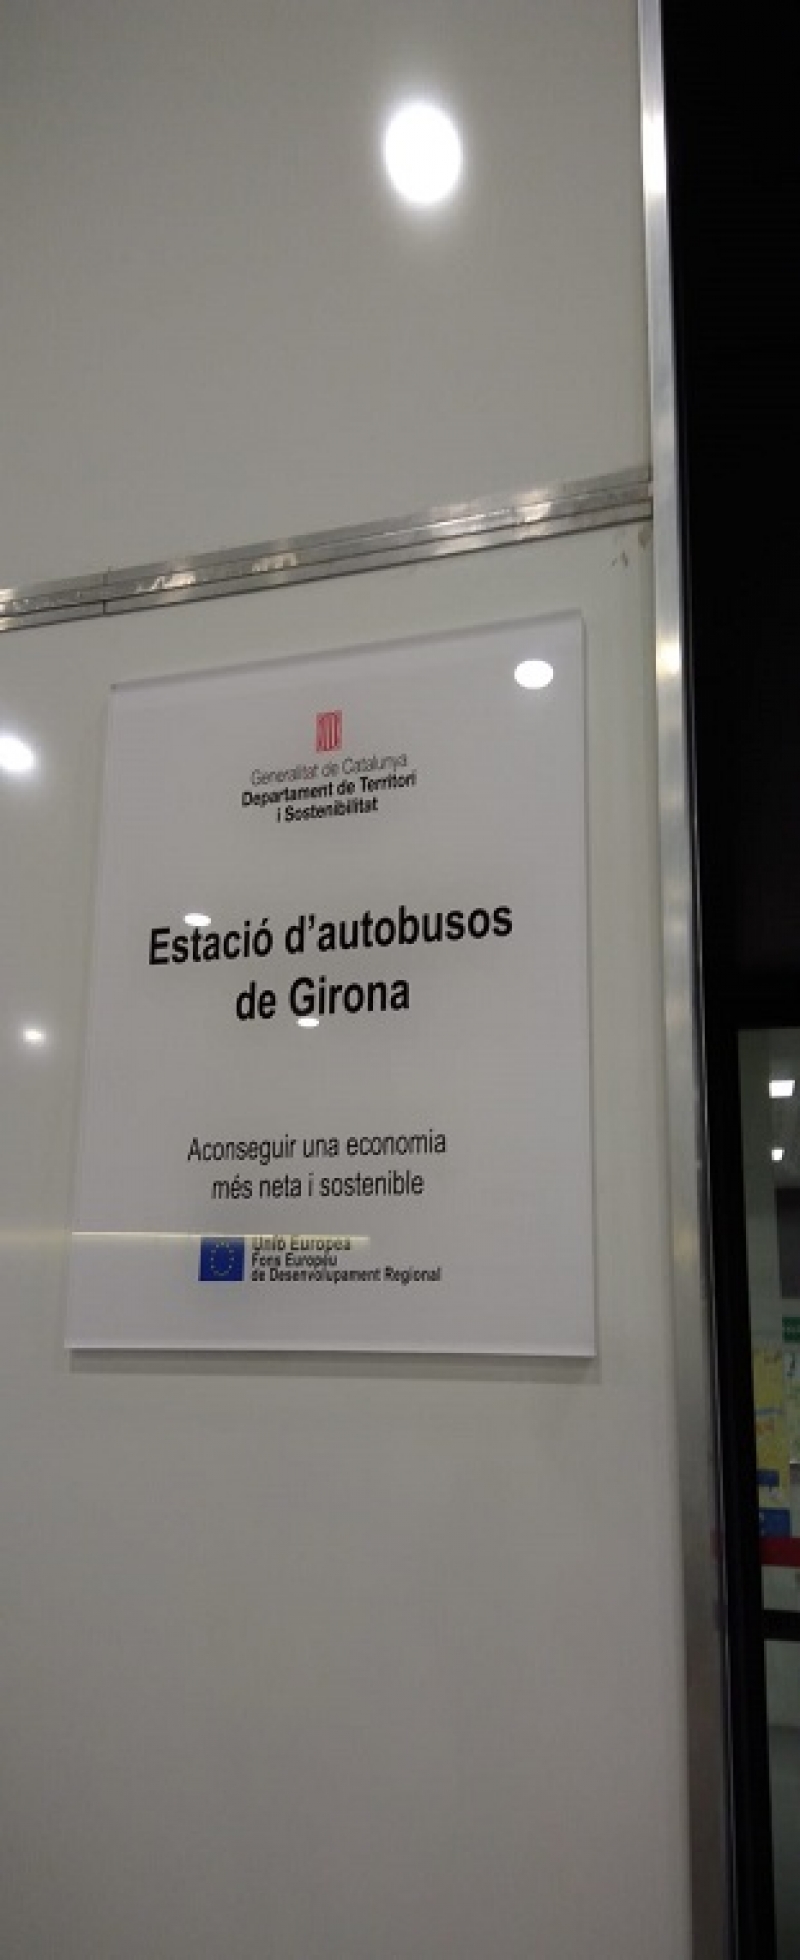 Generalitat de Catalunya
Departament de Territori
i Sostenibilitat
Estació d'autobusos
de Girona
Aconseguir una economia
més neta i sostenible
Unió Europea
Fons Europeu
de Desenvolupament Regional